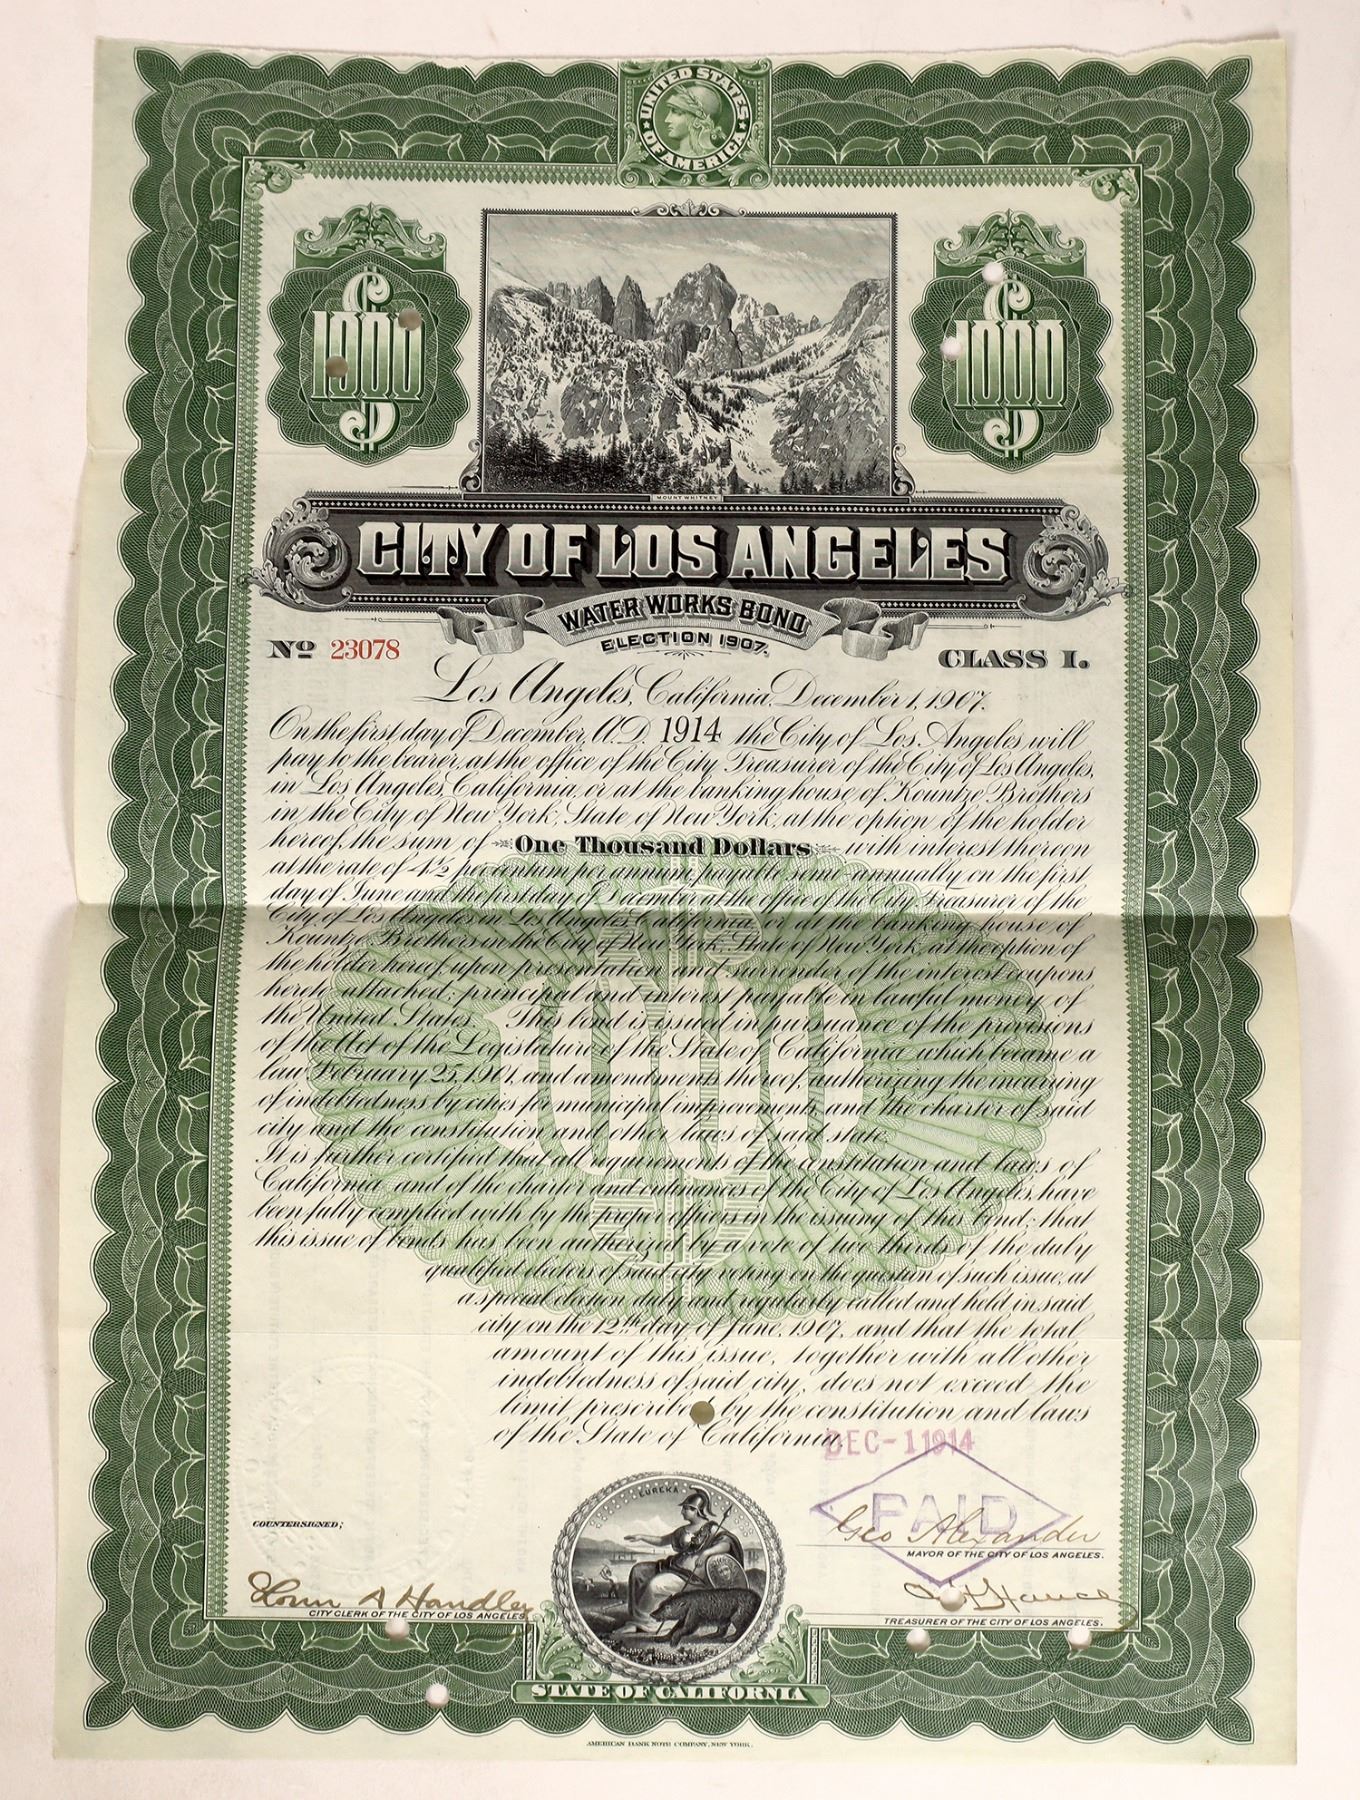 UNITED STATES
OF AMERICA
1000
1000
MOUNT WHITNEY
CITY OF LOS ANGELES
WATER WORKS BOND
ELECTION 1907.
No 23078
CLASS I.
Los Angeles, California, December 1, 1907.
On the first day of December, A.D. 1914 the City of Los Angeles will
pay to the bearer, at the office of the City Treasurer of the City of Los Angeles,
in Los Angeles, California, or at the banking house of Kountze Brothers
in the City of New York, State of New York, at the option of the holder
hereof, the sum of One Thousand Dollars with interest thereon
at the rate of 4½ per centum per annum, payable semi-annually on the first
day of June and the first day of December at the office of the City Treasurer of the
City of Los Angeles in Los Angeles, California, or at the banking house of
Kountze Brothers in the City of New York, State of New York, at the option of
the holder hereof, upon presentation and surrender of the interest coupons
hereto attached; principal and interest payable in lawful money of
the United States. This bond is issued in pursuance of the provisions
of the Act of the Legislature of the State of California which became a
law February 25, 1901, and amendments thereof, authorizing the incurring
of indebtedness by cities for municipal improvements, and the charter of said
city and the constitution and other laws of said state.
It is further certified that all requirements of the constitution and laws of
California and of the charter and ordinances of the City of Los Angeles, have
been fully complied with by the proper officers in the issuing of this bond; that
this issue of bonds has been authorized by a vote of two thirds of the duly
qualified electors of said city voting on the question of such issue, at
a special election duly and regularly called and held in said
city on the 12th day of June, 1907, and that the total
amount of this issue, together with all other
indebtedness of said city, does not exceed the
limit prescribed by the constitution and laws
of the State of California.
1000
DEC-1 1914
PAID
EUREKA
COUNTERSIGNED;
Geo Alexander
MAYOR OF THE CITY OF LOS ANGELES.
Handley
CITY CLERK OF THE CITY OF LOS ANGELES.
TREASURER OF THE CITY OF LOS ANGELES.
STATE OF CALIFORNIA
AMERICAN BANK NOTE COMPANY, NEW YORK.